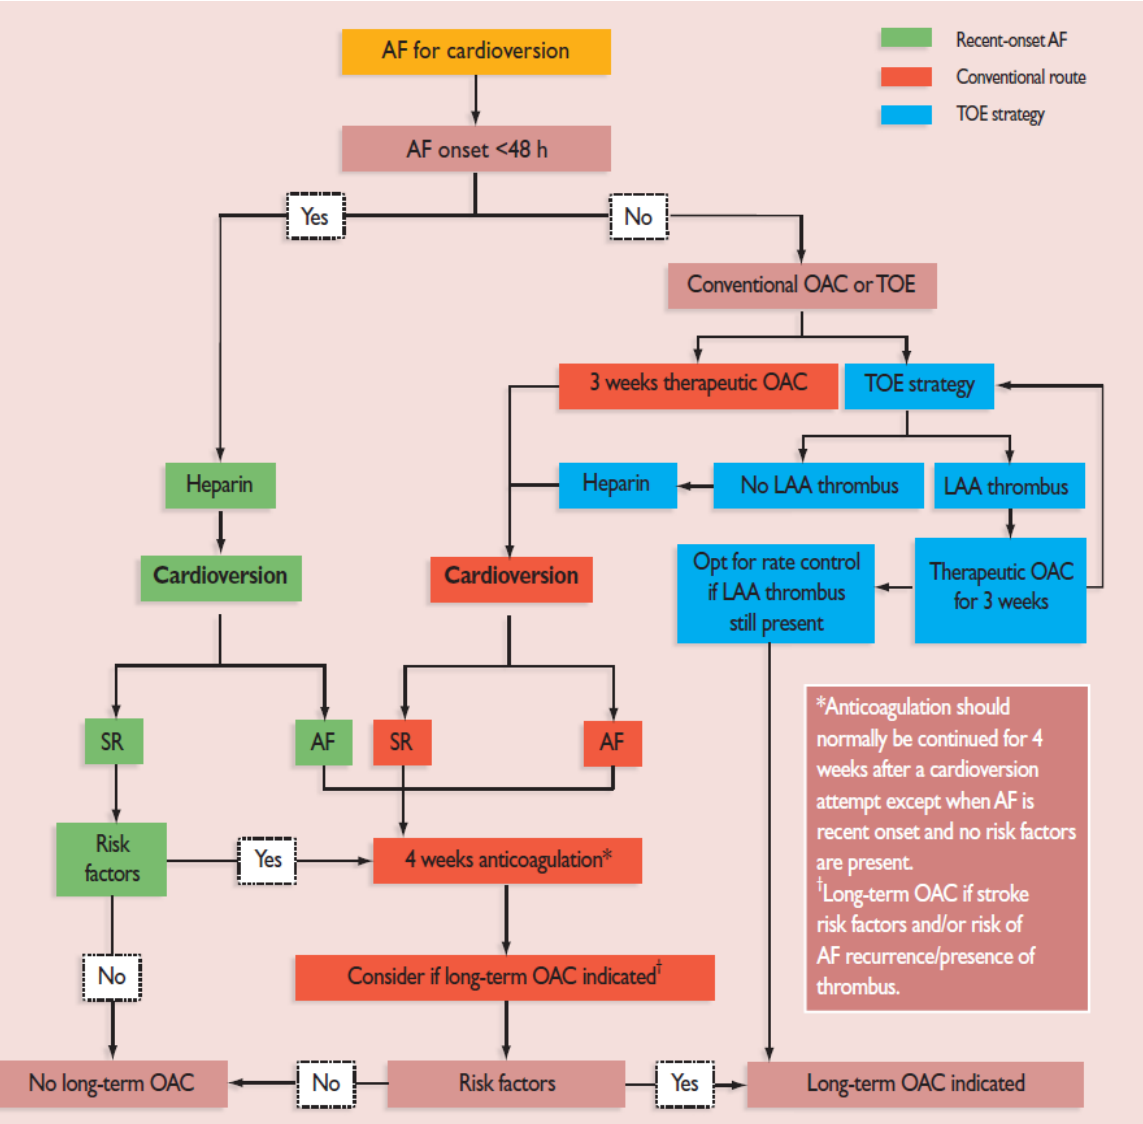 AF for cardioversion
Recent-onset AF
Conventional route
TOE strategy
AF onset <48 h
Yes
No
Conventional OAC or TOE
3 weeks therapeutic OAC
TOE strategy
Heparin
Heparin
No LAA thrombus
LAA thrombus
Cardioversion
Cardioversion
Opt for rate control
if LAA thrombus
still present
Therapeutic OAC
for 3 weeks
SR
AF
SR
AF
*Anticoagulation should
normally be continued for 4
weeks after a cardioversion
attempt except when AF is
recent onset and no risk factors
are present.
†Long-term OAC if stroke
risk factors and/or risk of
AF recurrence/presence of
thrombus.
Risk
factors
Yes
4 weeks anticoagulation*
No
Consider if long-term OAC indicated†
No long-term OAC
No
Risk factors
Yes
Long-term OAC indicated